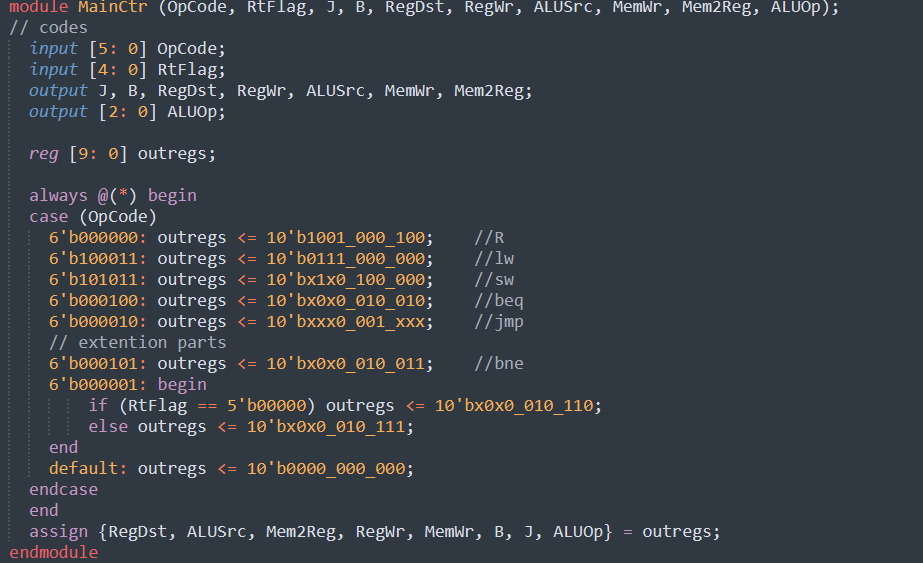 module MainCtr (OpCode, RtFlag, J, B, RegDst, RegWr, ALUSrc, MemWr, Mem2Reg, ALUOp);
// codes
input [5: 0] OpCode;
input [4: 0] RtFlag;
output J, B, RegDst, RegWr, ALUSrc, MemWr, Mem2Reg;
output [2: 0] ALUOp;
reg [9: 0] outregs;
always @(*) begin
case (OpCode)
6'b000000: outregs <= 10'b1001_000_100; //R
6'b100011: outregs <= 10'b0111_000_000; //lw
6'b101011: outregs <= 10'bx1x0_100_000; //sw
6'b000100: outregs <= 10'bx0x0_010_010; //beq
6'b000010: outregs <= 10'bxxx0_001_xxx; //jmp
// extention parts
6'b000101: outregs <= 10'bx0x0_010_011; //bne
6'b000001: begin
if (RtFlag == 5'b00000) outregs <= 10'bx0x0_010_110;
else outregs <= 10'bx0x0_010_111;
end
default: outregs <= 10'b0000_000_000;
endcase
end
assign {RegDst, ALUSrc, Mem2Reg, RegWr, MemWr, B, J, ALUOp} = outregs;
endmodule